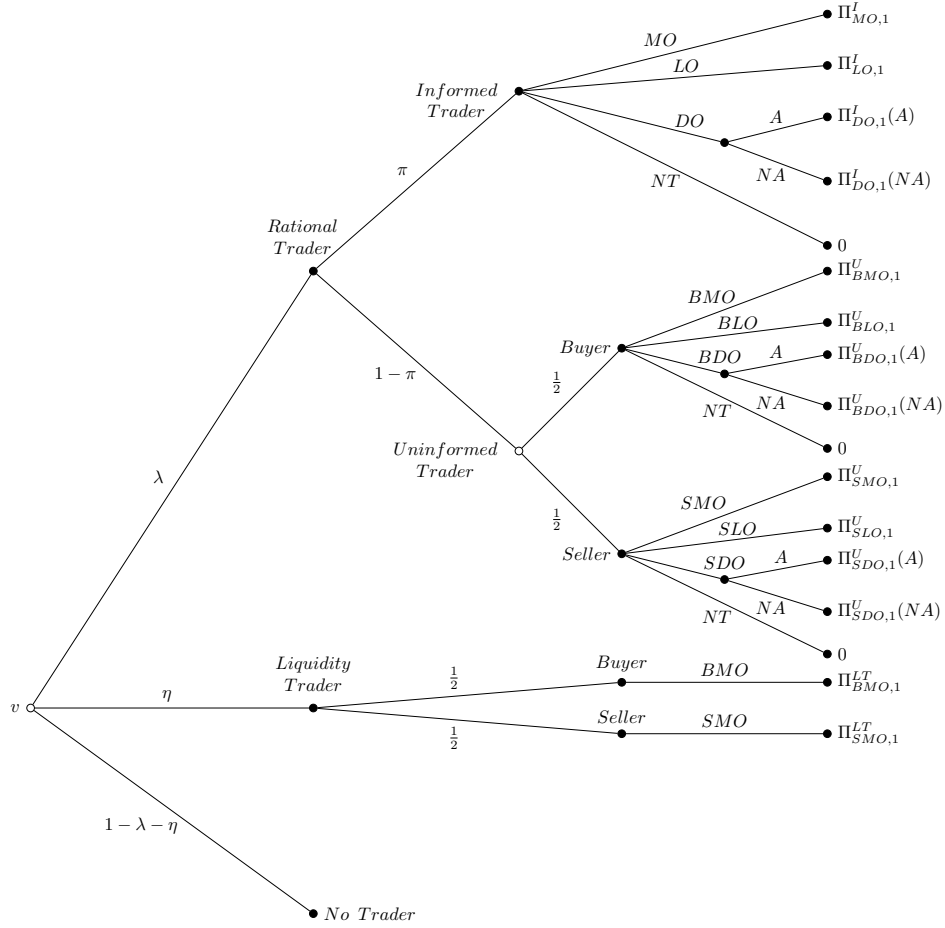 Π^I_{MO,1}
MO
LO
Π^I_{LO,1}
Informed
Trader
DO
A
Π^I_{DO,1}(A)
NA
Π^I_{DO,1}(NA)
NT
π
0
Rational
Trader
Π^U_{BMO,1}
BMO
BLO
Π^U_{BLO,1}
Buyer
BDO
A
Π^U_{BDO,1}(A)
1 − π
1/2
NA
Π^U_{BDO,1}(NA)
NT
0
Uninformed
Trader
λ
Π^U_{SMO,1}
SMO
1/2
SLO
Π^U_{SLO,1}
Seller
SDO
A
Π^U_{SDO,1}(A)
NA
Π^U_{SDO,1}(NA)
NT
0
Liquidity
Trader
1/2
Buyer
BMO
Π^{LT}_{BMO,1}
v
η
Seller
SMO
Π^{LT}_{SMO,1}
1/2
1 − λ − η
No Trader